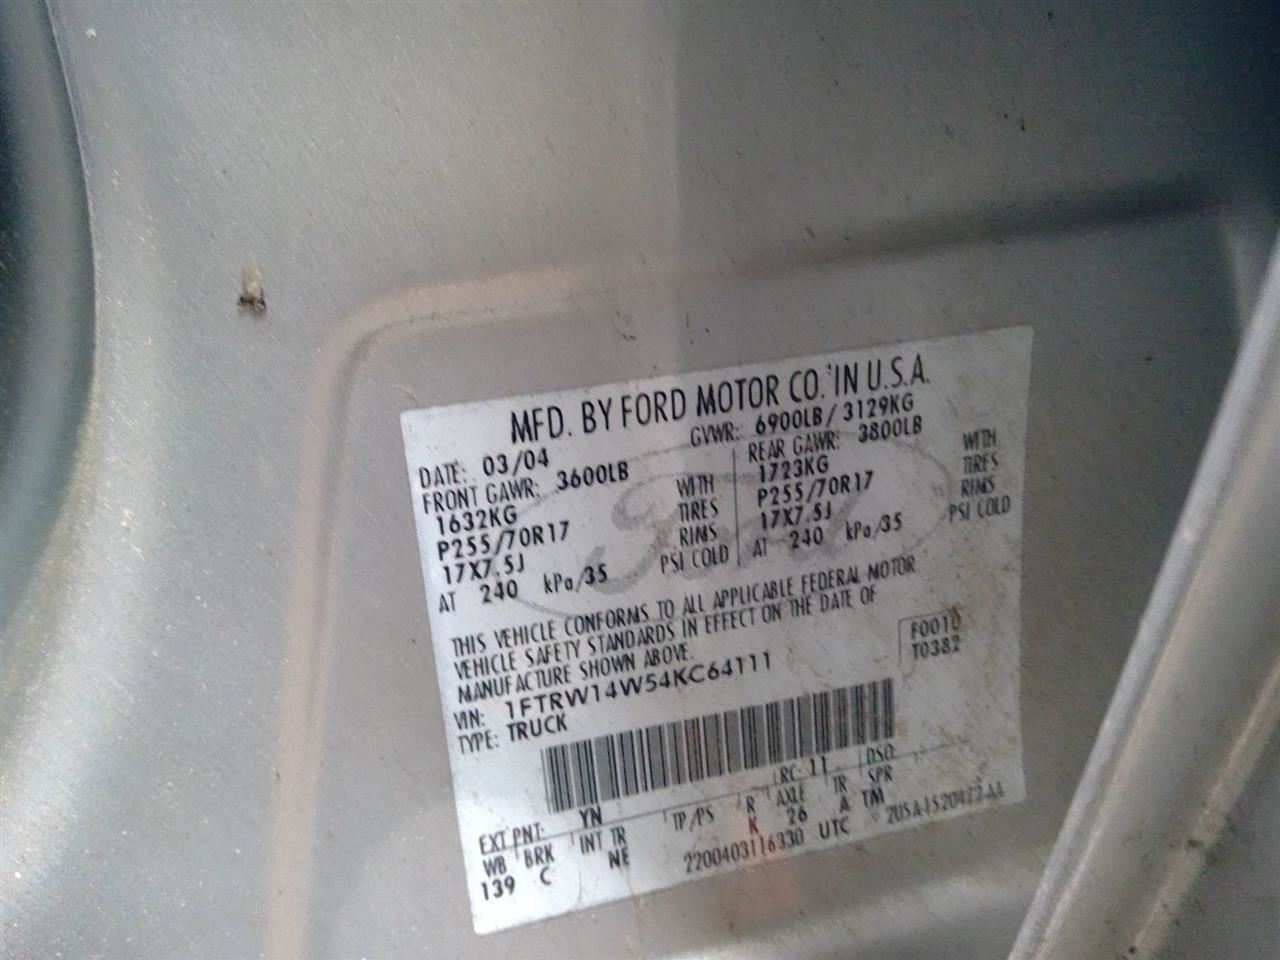 MFD. BY FORD MOTOR CO. IN U.S.A.
DATE: 03/04 GVWR: 6900LB / 3129KG
FRONT GAWR: 3600LB REAR GAWR: 3800LB
1632KG WITH 1723KG WITH
P255/70R17 TIRES P255/70R17 TIRES
17X7.5J RIMS 17X7.5J RIMS
AT 240 kPa/35 PSI COLD AT 240 kPa/35 PSI COLD
Ford
THIS VEHICLE CONFORMS TO ALL APPLICABLE FEDERAL MOTOR
VEHICLE SAFETY STANDARDS IN EFFECT ON THE DATE OF
MANUFACTURE SHOWN ABOVE.
F0010
T0382
VIN: 1FTRW14W54KC64111
TYPE: TRUCK
EXT PNT: YN RC: 11 DSO:
WB BRK INT TR TP/PS R AXLE TR SPR
139 C NE K 26 A TM
2200403116330 UTC